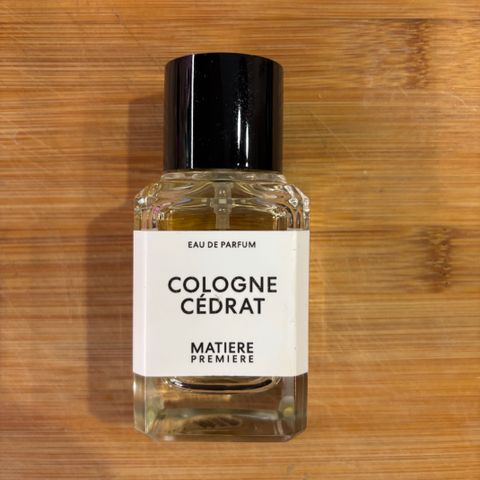 EAU DE PARFUM
COLOGNE
CÉDRAT
MATIERE
PREMIERE